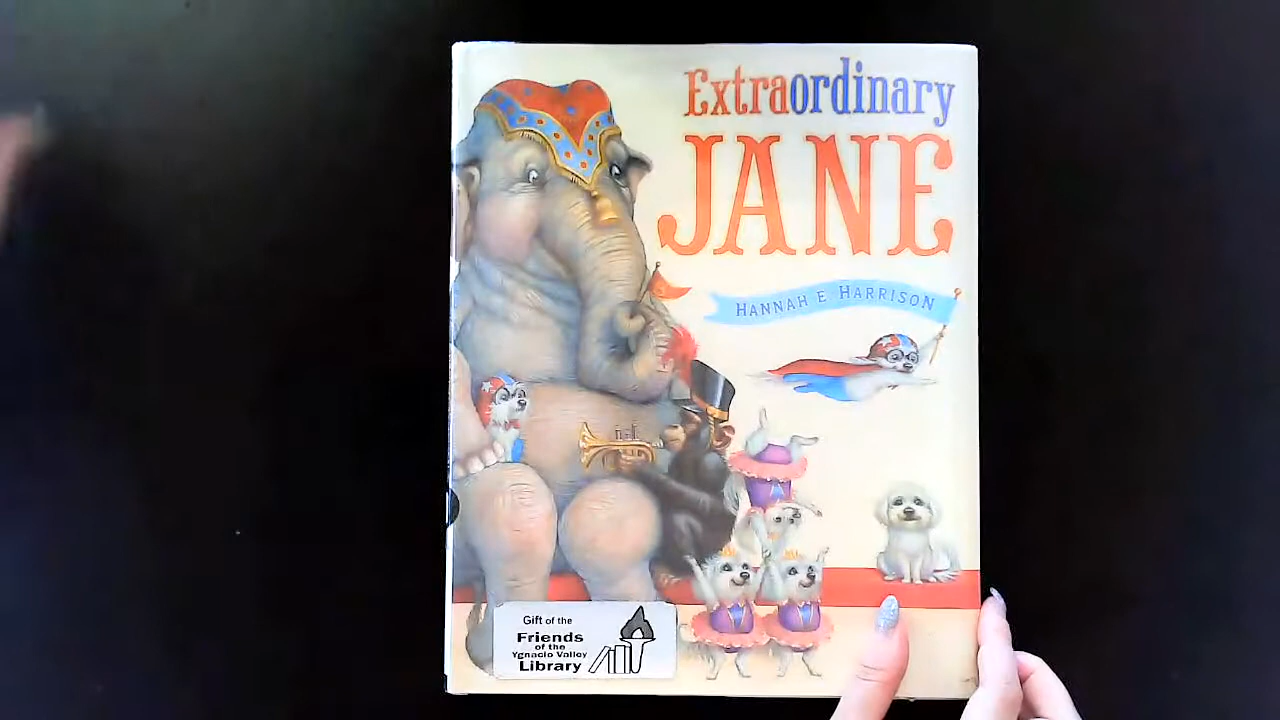 Extraordinary
JANE
HANNAH E. HARRISON
Gift of the
Friends
of the
Ygnacio Valley
Library